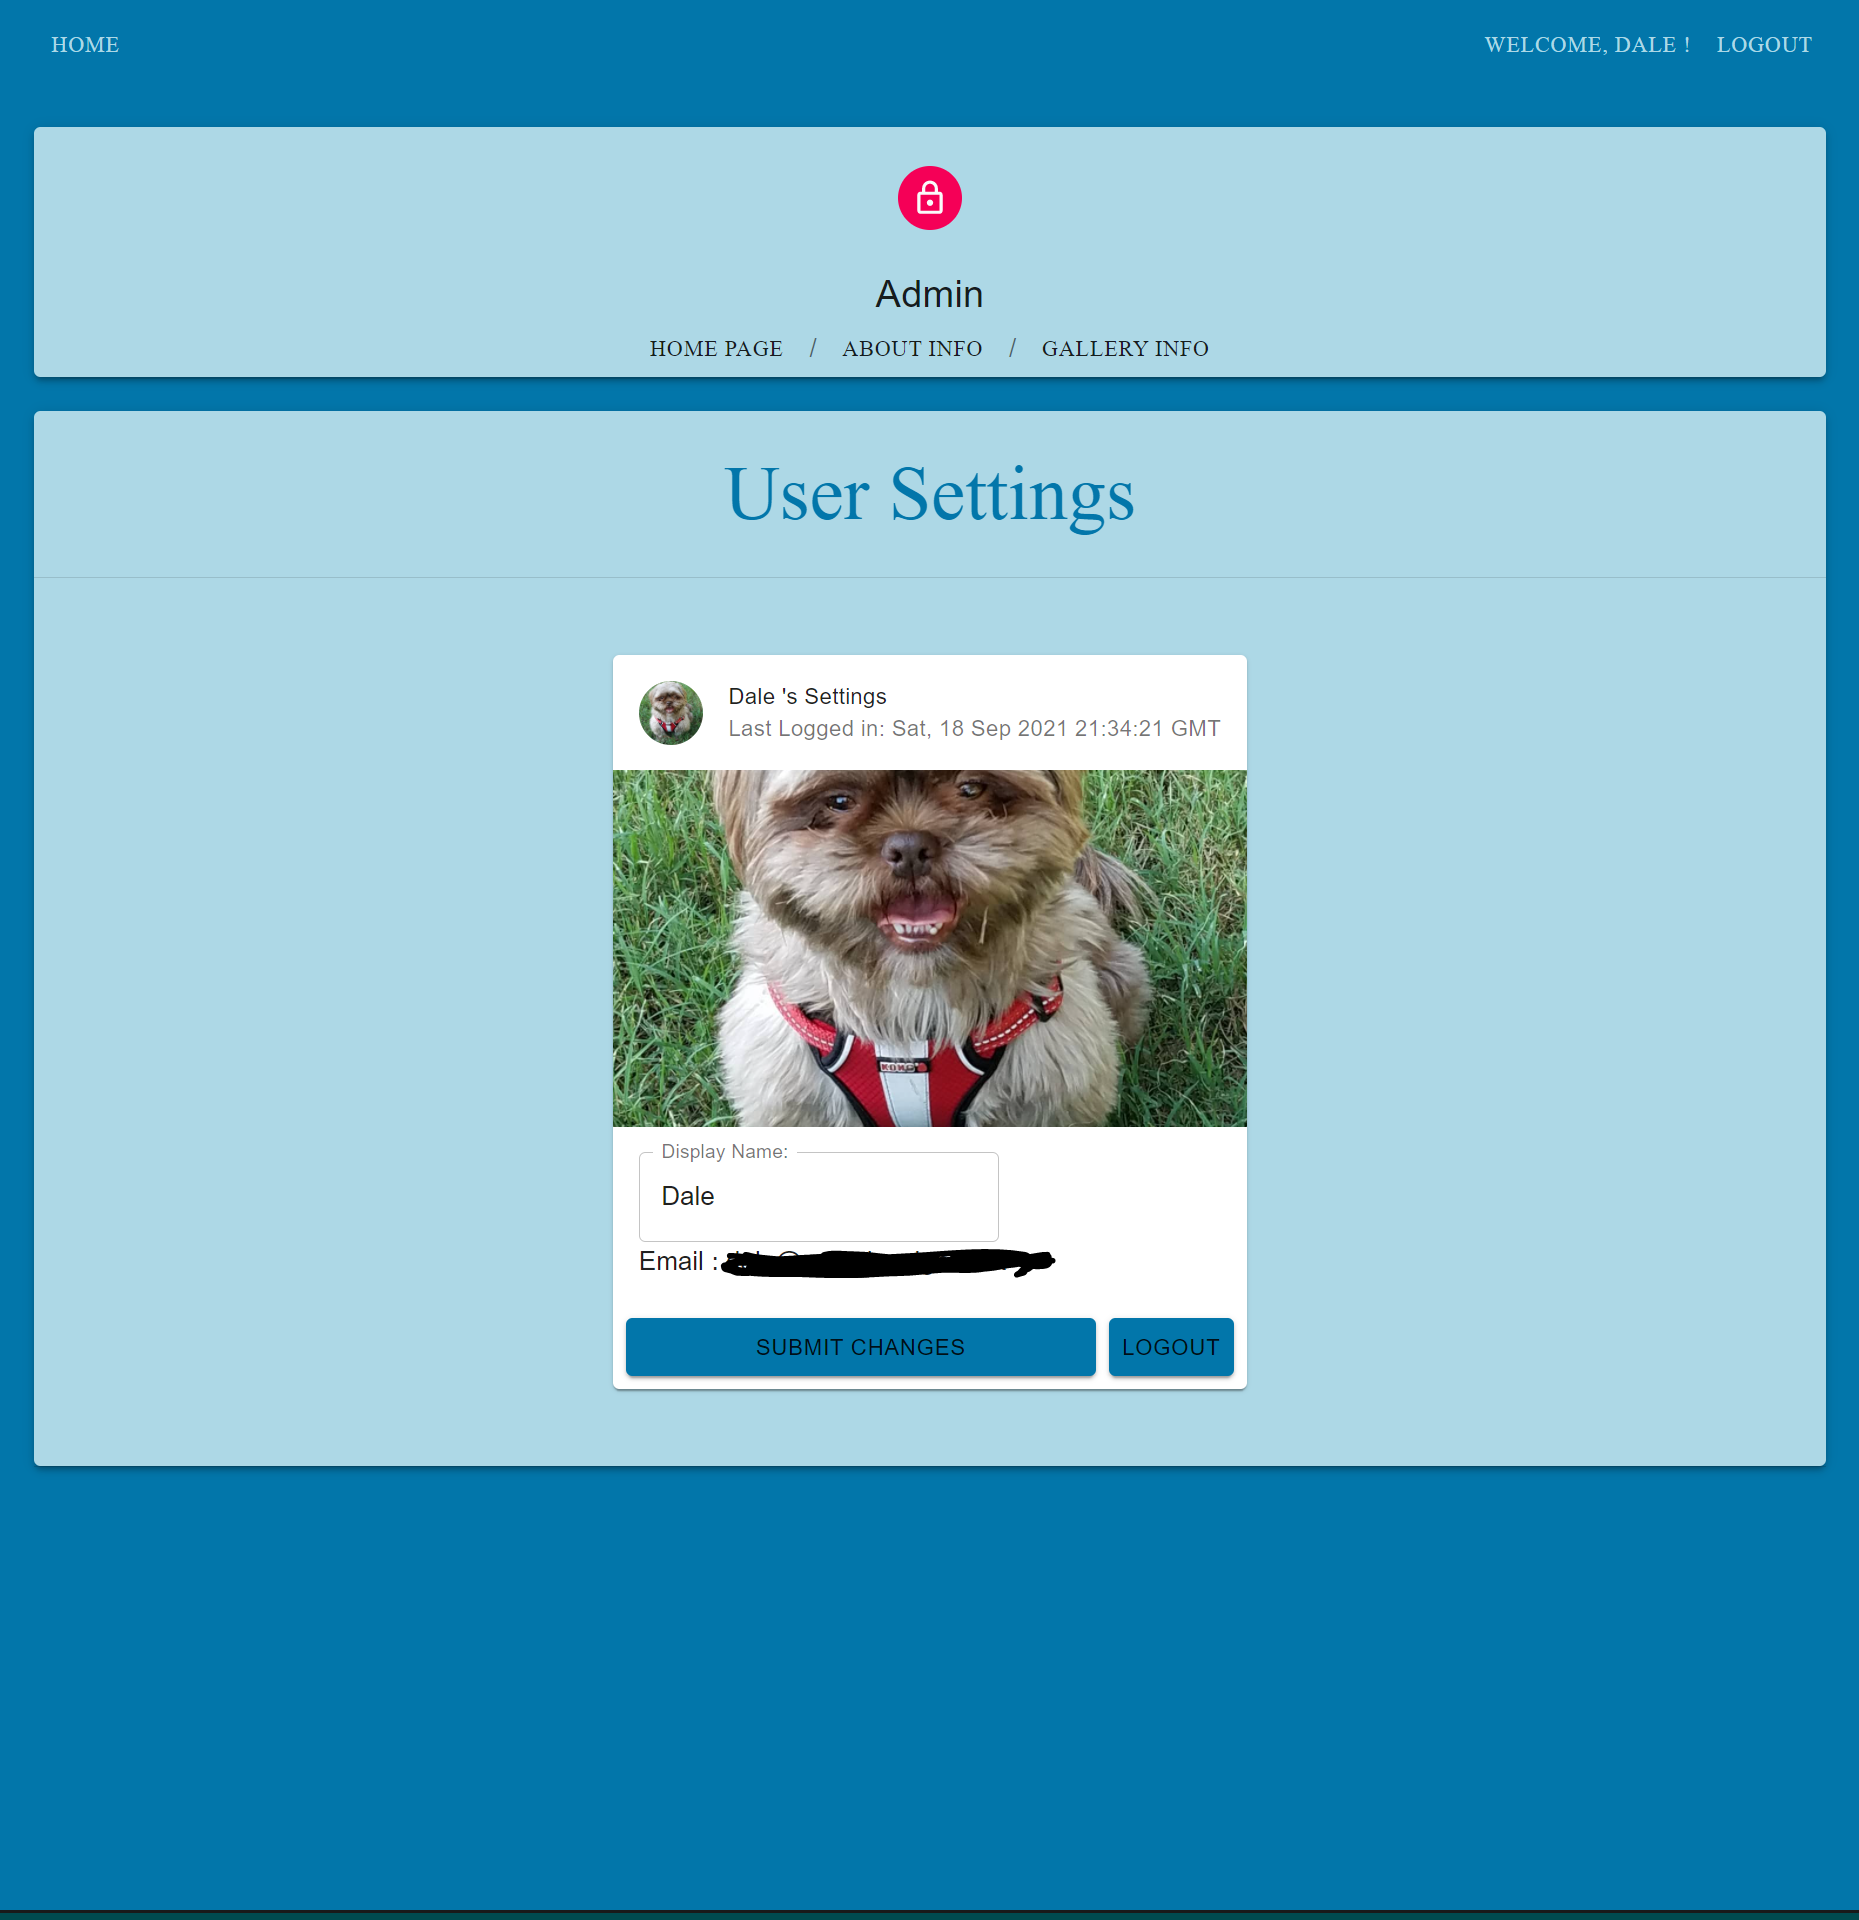 HOME
WELCOME, DALE ! LOGOUT
Admin
HOME PAGE / ABOUT INFO / GALLERY INFO
User Settings
Dale 's Settings
Last Logged in: Sat, 18 Sep 2021 21:34:21 GMT
KONG
Display Name:
Dale
Email :
SUBMIT CHANGES
LOGOUT